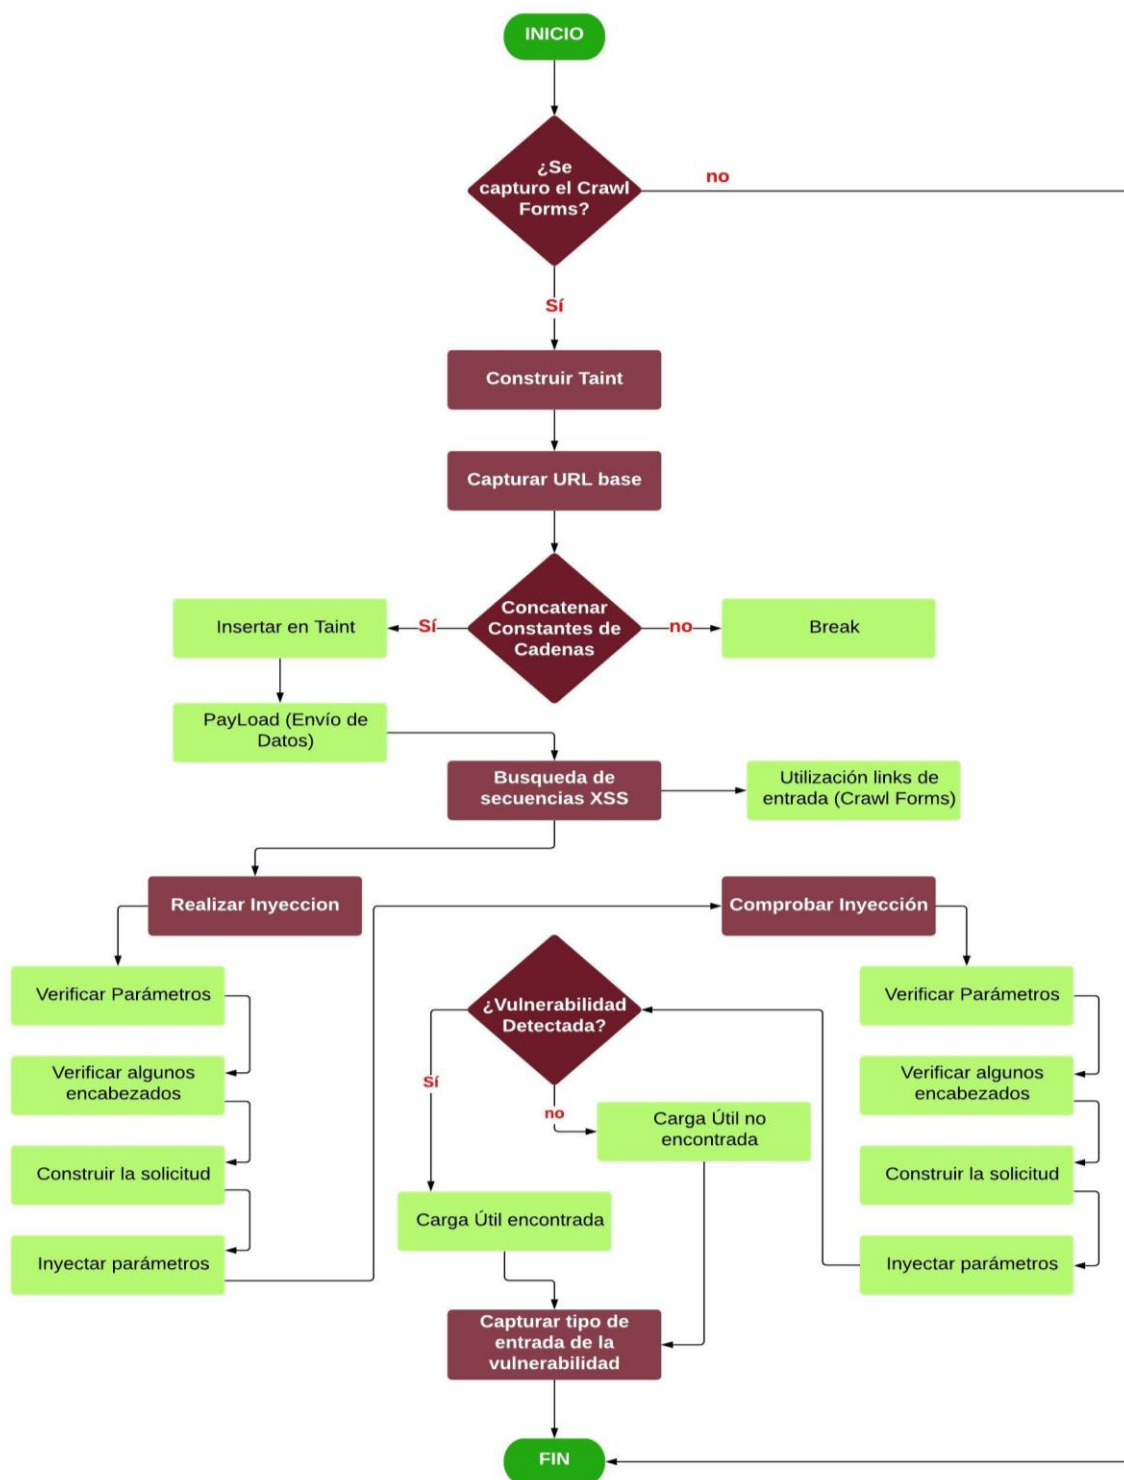 INICIO
¿Se
capturo el Crawl
Forms?
no
Sí
Construir Taint
Capturar URL base
Insertar en Taint
Sí
Concatenar
Constantes de
Cadenas
no
Break
PayLoad (Envío de
Datos)
Busqueda de
secuencias XSS
Utilización links de
entrada (Crawl Forms)
Realizar Inyeccion
Comprobar Inyección
Verificar Parámetros
Verificar algunos
encabezados
Construir la solicitud
Inyectar parámetros
¿Vulnerabilidad
Detectada?
Sí
no
Carga Útil no
encontrada
Carga Útil encontrada
Verificar Parámetros
Verificar algunos
encabezados
Construir la solicitud
Inyectar parámetros
Capturar tipo de
entrada de la
vulnerabilidad
FIN